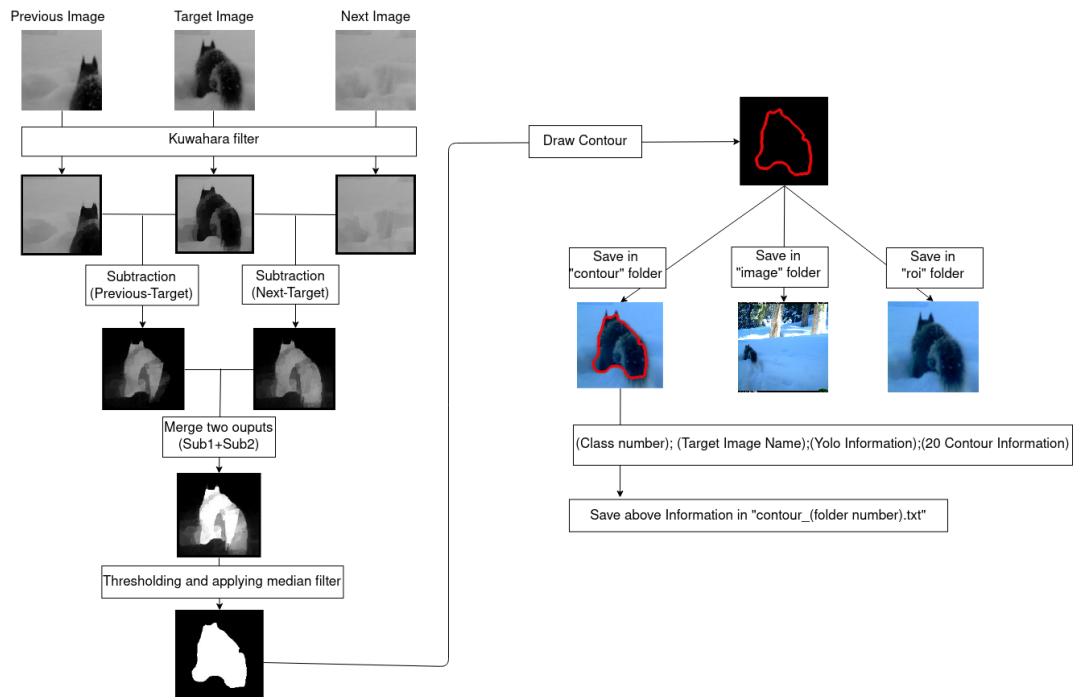 Previous Image
Target Image
Next Image
Kuwahara filter
Subtraction
(Previous-Target)
Subtraction
(Next-Target)
Merge two ouputs
(Sub1+Sub2)
Thresholding and applying median filter
Draw Contour
Save in
"contour" folder
Save in
"image" folder
Save in
"roi" folder
(Class number); (Target Image Name);(Yolo Information);(20 Contour Information)
Save above Information in "contour_(folder number).txt"